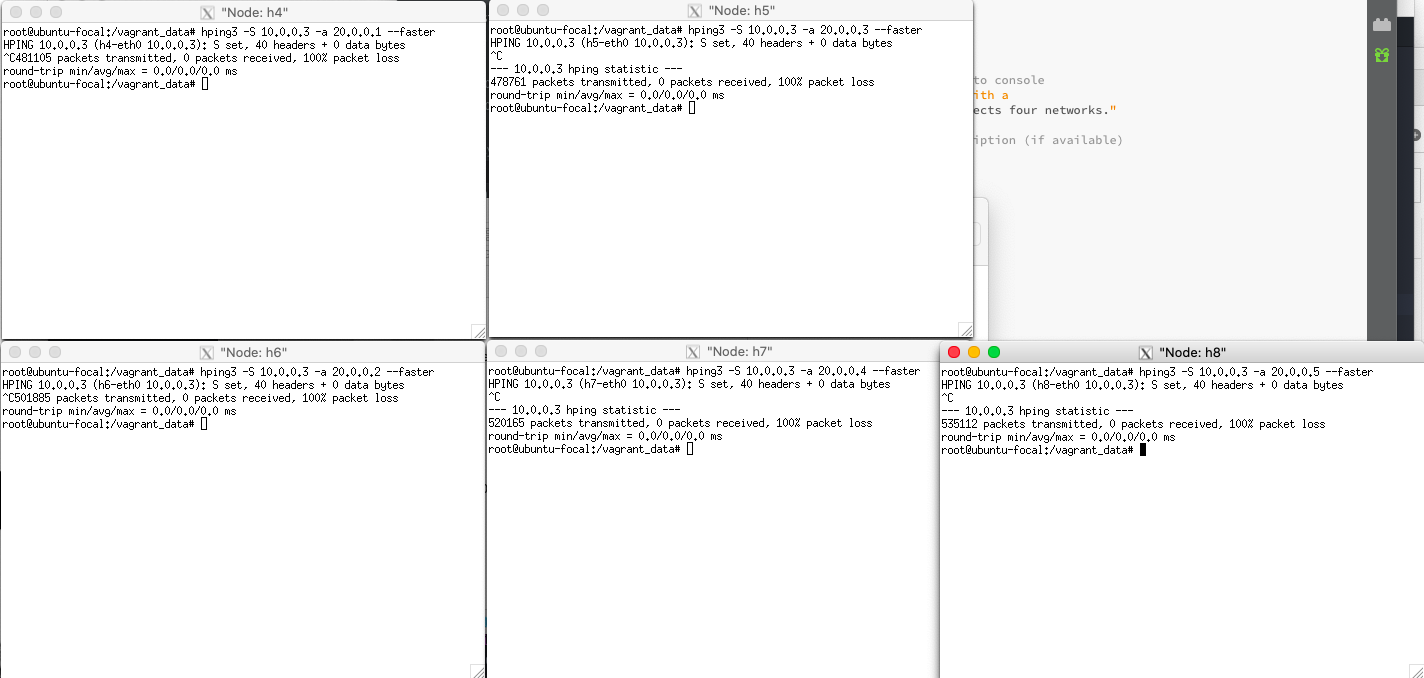 "Node: h4"
root@ubuntu-focal:/vagrant_data# hping3 -S 10.0.0.3 -a 20.0.0.1 --faster
HPING 10.0.0.3 (h4-eth0 10.0.0.3): S set, 40 headers + 0 data bytes
^C481105 packets transmitted, 0 packets received, 100% packet loss
round-trip min/avg/max = 0.0/0.0/0.0 ms
root@ubuntu-focal:/vagrant_data#
"Node: h5"
root@ubuntu-focal:/vagrant_data# hping3 -S 10.0.0.3 -a 20.0.0.3 --faster
HPING 10.0.0.3 (h5-eth0 10.0.0.3): S set, 40 headers + 0 data bytes
^C
--- 10.0.0.3 hping statistic ---
478761 packets transmitted, 0 packets received, 100% packet loss
round-trip min/avg/max = 0.0/0.0/0.0 ms
root@ubuntu-focal:/vagrant_data#
to console
ith a
ects four networks."
iption (if available)
"Node: h6"
root@ubuntu-focal:/vagrant_data# hping3 -S 10.0.0.3 -a 20.0.0.2 --faster
HPING 10.0.0.3 (h6-eth0 10.0.0.3): S set, 40 headers + 0 data bytes
^C501885 packets transmitted, 0 packets received, 100% packet loss
round-trip min/avg/max = 0.0/0.0/0.0 ms
root@ubuntu-focal:/vagrant_data#
"Node: h7"
root@ubuntu-focal:/vagrant_data# hping3 -S 10.0.0.3 -a 20.0.0.4 --faster
HPING 10.0.0.3 (h7-eth0 10.0.0.3): S set, 40 headers + 0 data bytes
^C
--- 10.0.0.3 hping statistic ---
520165 packets transmitted, 0 packets received, 100% packet loss
round-trip min/avg/max = 0.0/0.0/0.0 ms
root@ubuntu-focal:/vagrant_data#
"Node: h8"
root@ubuntu-focal:/vagrant_data# hping3 -S 10.0.0.3 -a 20.0.0.5 --faster
HPING 10.0.0.3 (h8-eth0 10.0.0.3): S set, 40 headers + 0 data bytes
^C
--- 10.0.0.3 hping statistic ---
535112 packets transmitted, 0 packets received, 100% packet loss
round-trip min/avg/max = 0.0/0.0/0.0 ms
root@ubuntu-focal:/vagrant_data#